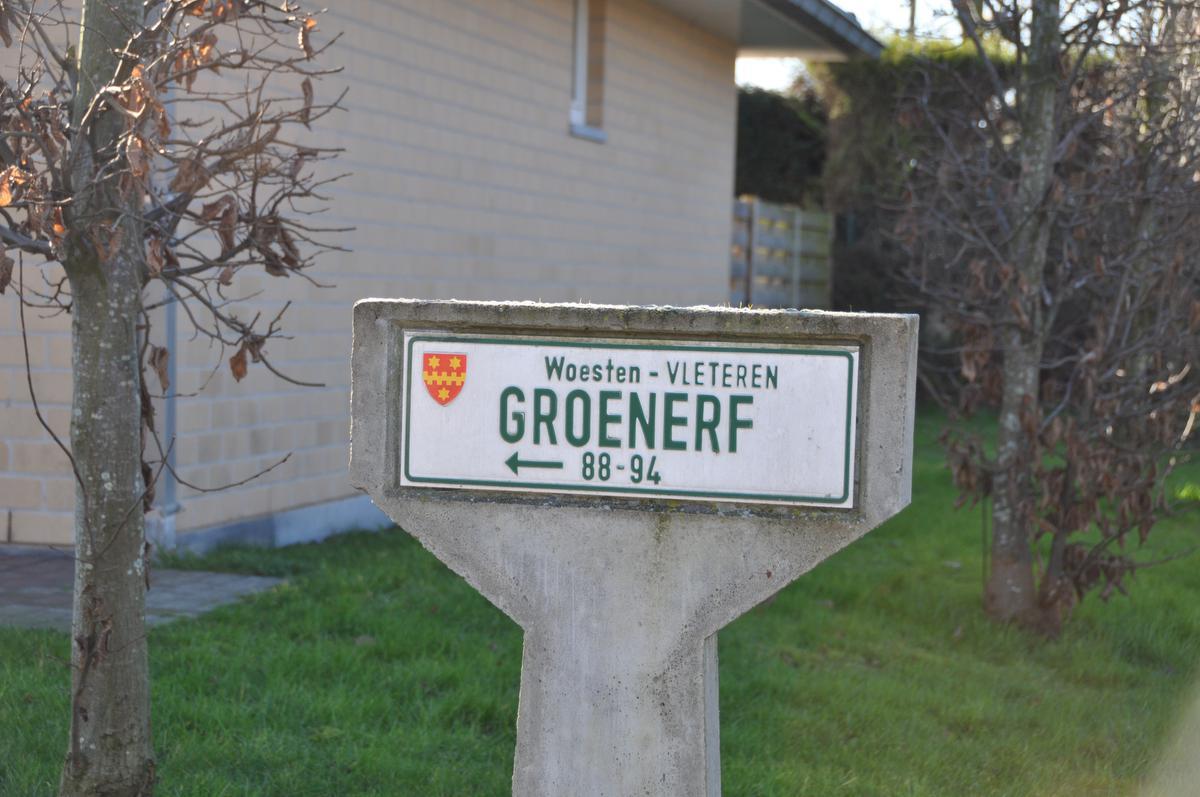 Woesten - VLETEREN
GROENERF
← 88-94